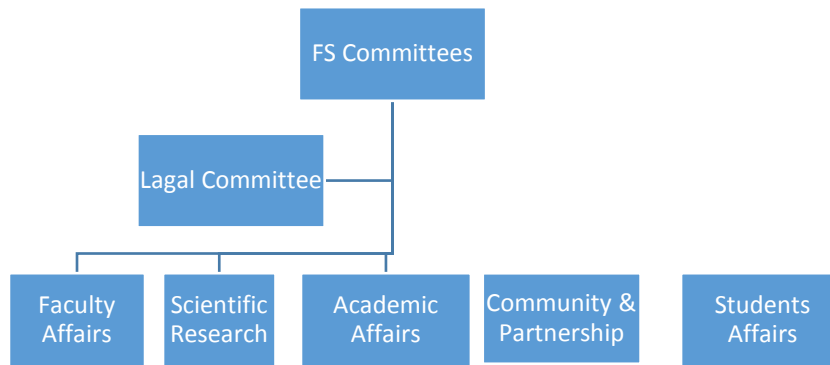 FS Committees
Lagal Committee
Faculty
Affairs
Scientific
Research
Academic
Affairs
Community &
Partnership
Students
Affairs